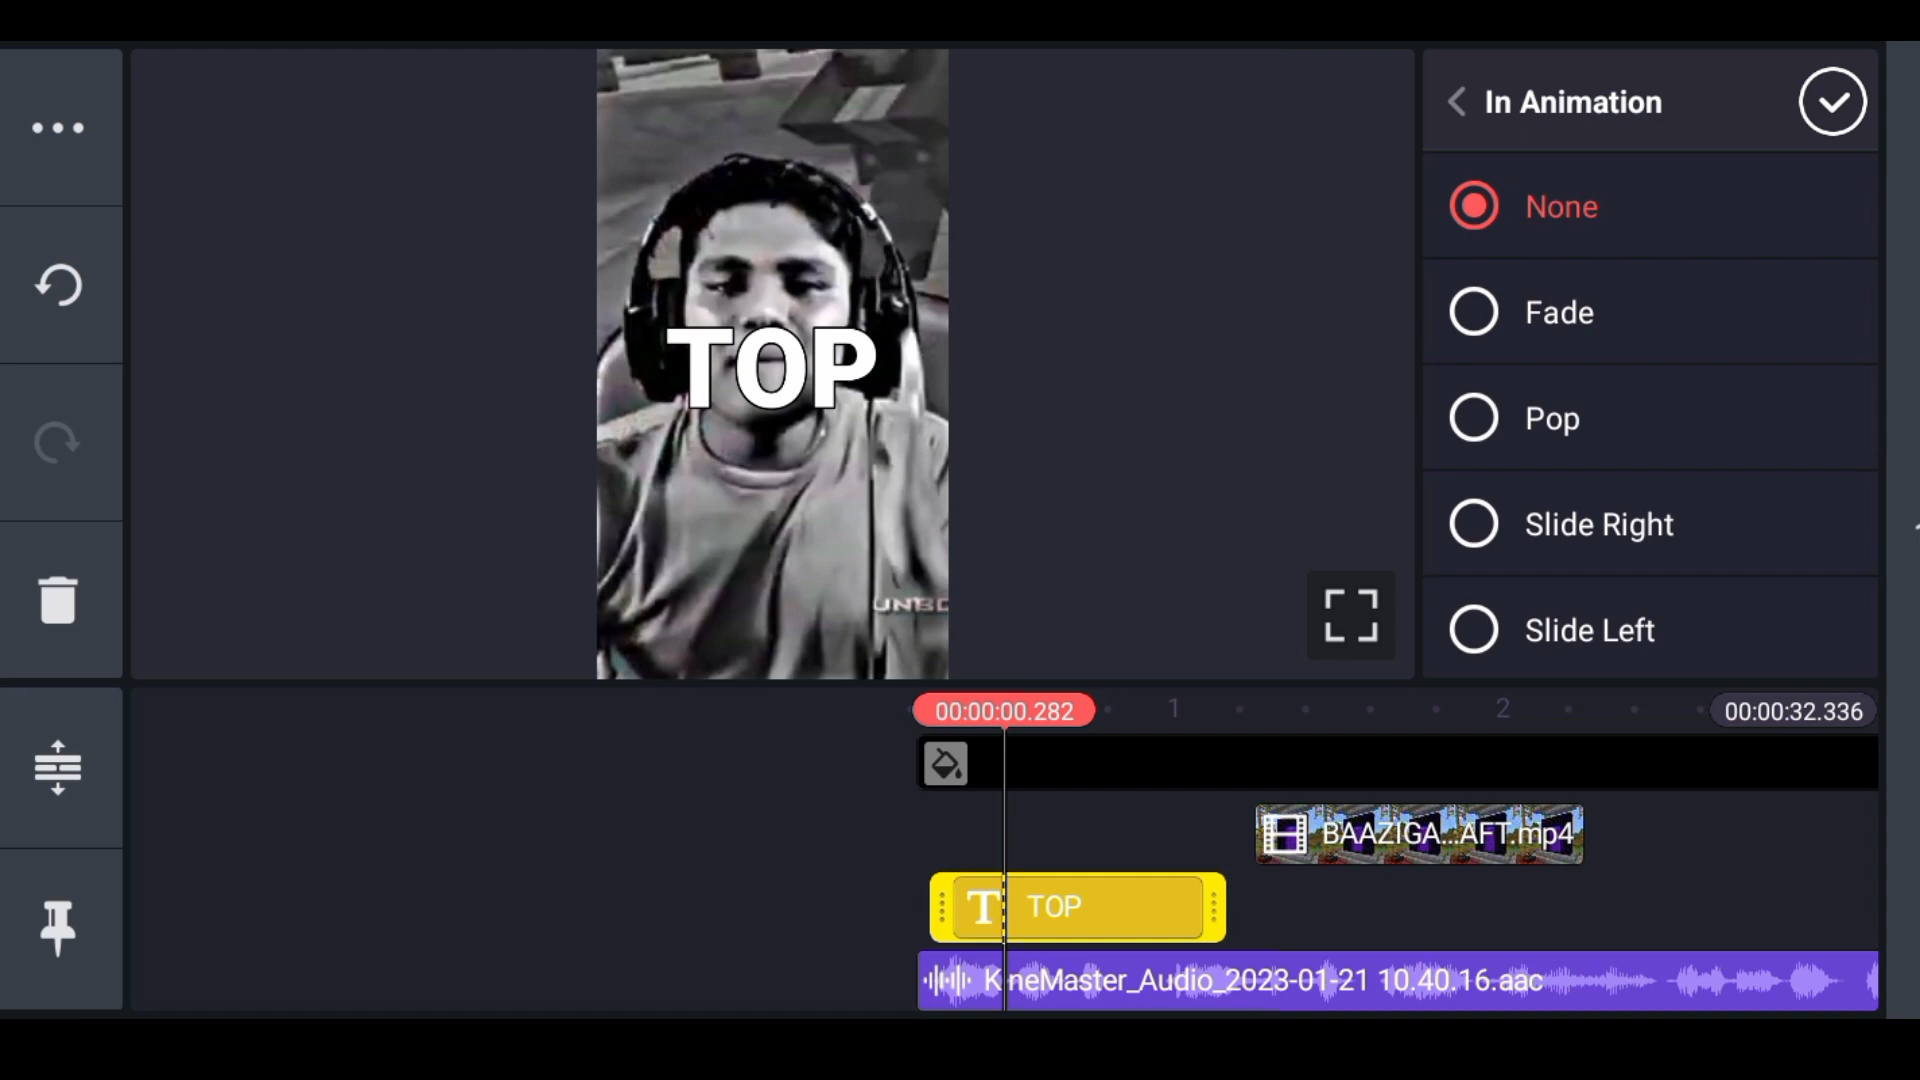 In Animation
None
Fade
TOP
Pop
Slide Right
Slide Left
00:00:00.282
1
2
00:00:32.336
BAAZIGA...AFT.mp4
T TOP
KineMaster_Audio_2023-01-21 10.40.16.aac